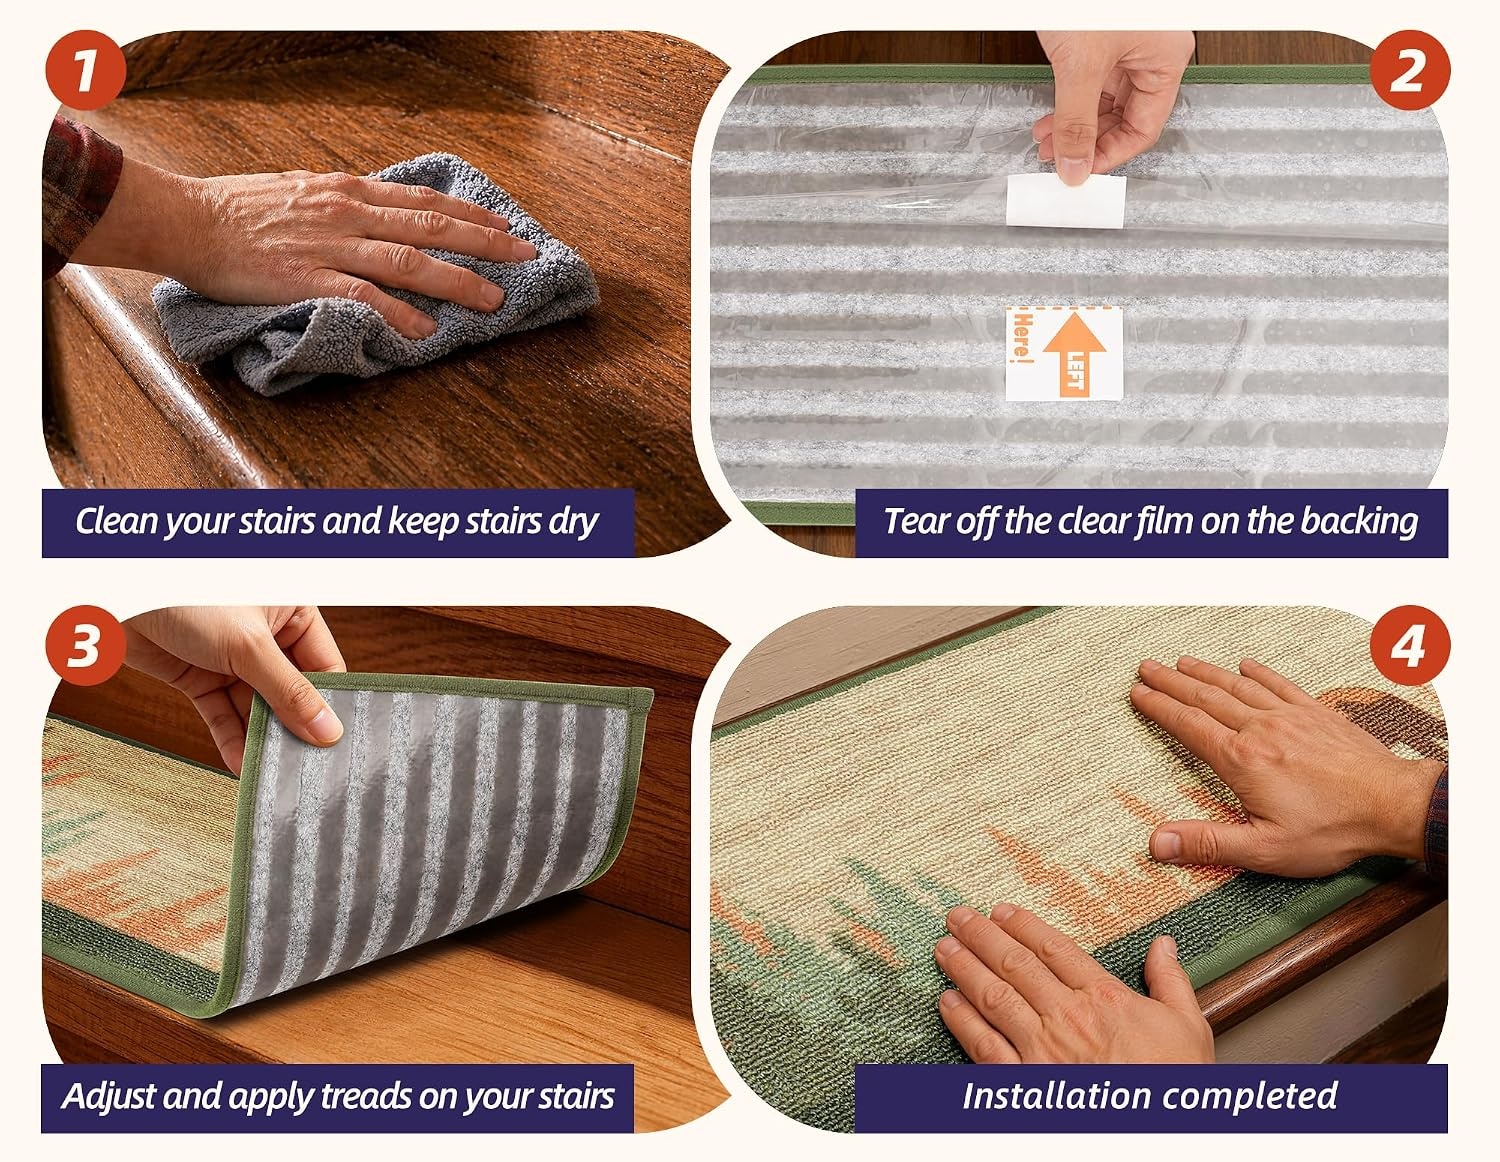 1
Clean your stairs and keep stairs dry
2
Here!
LEFT
Tear off the clear film on the backing
3
Adjust and apply treads on your stairs
4
Installation completed